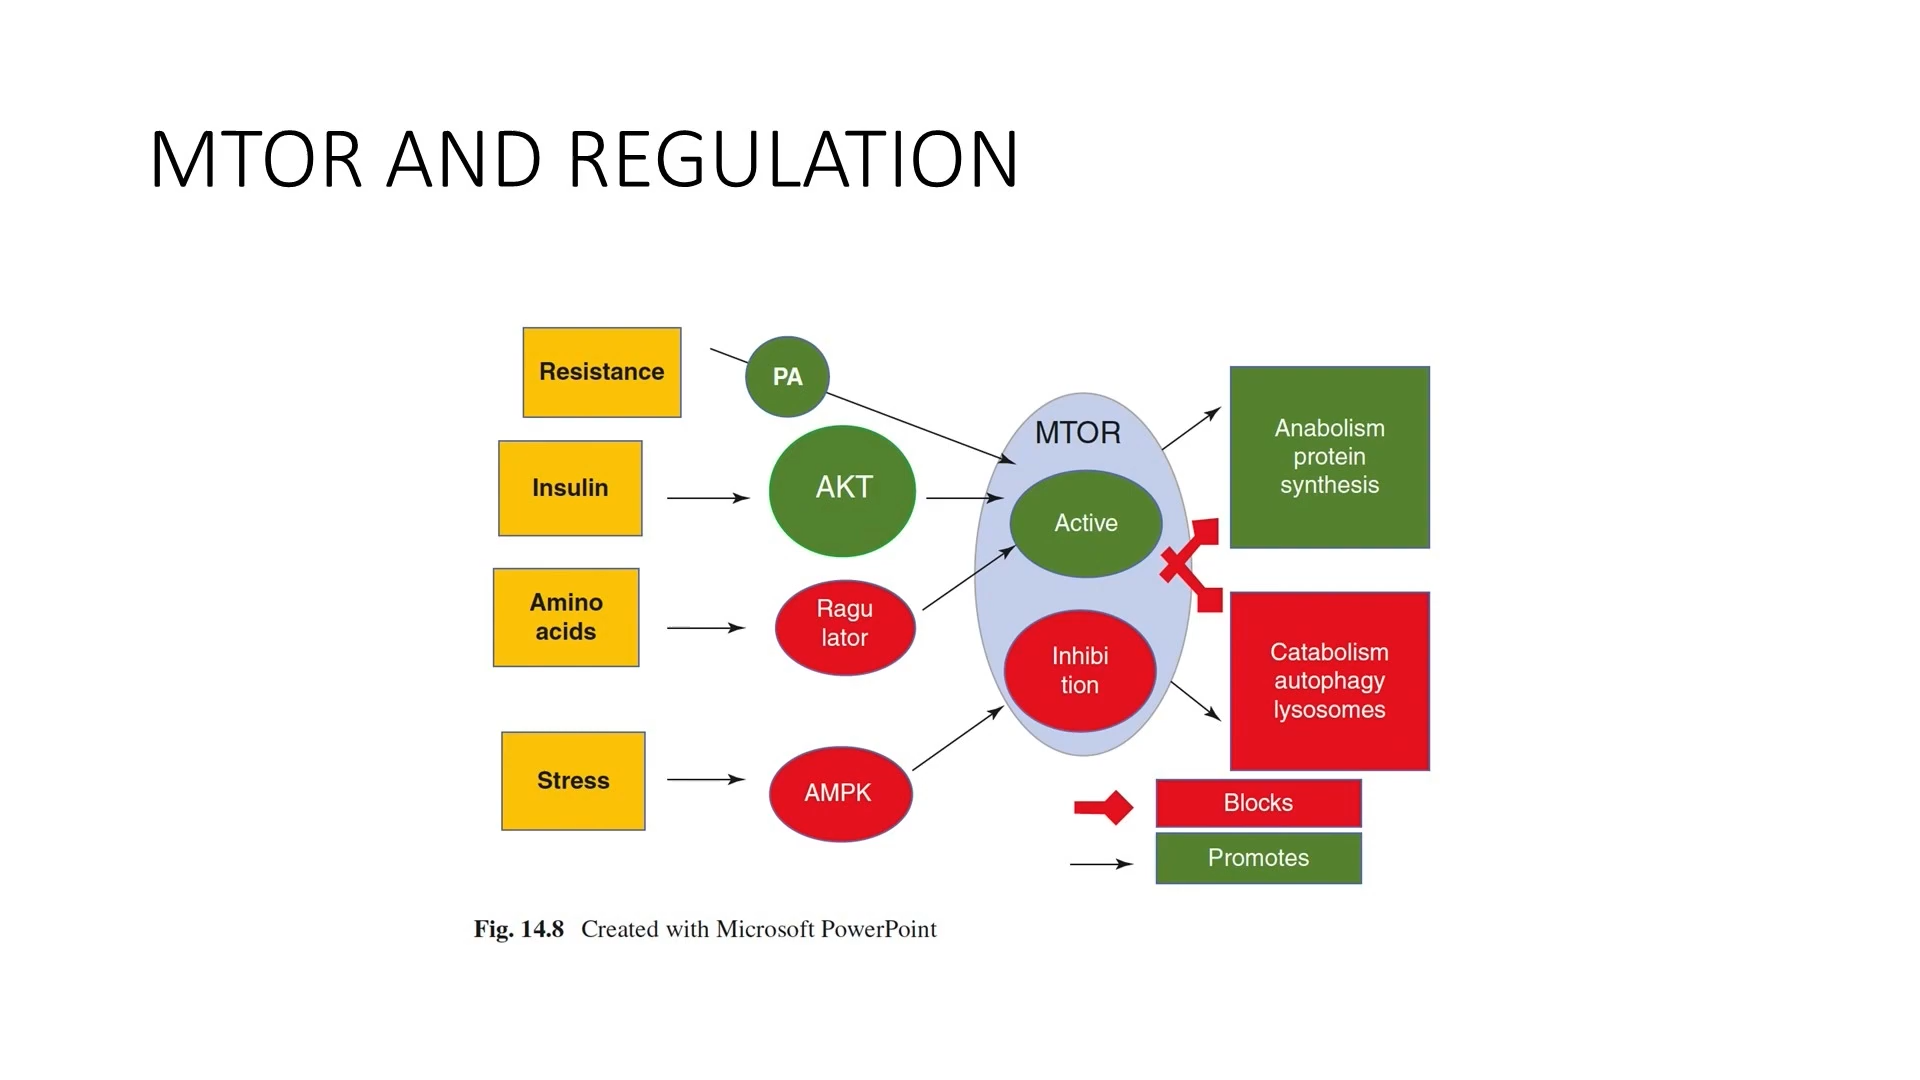 MTOR AND REGULATION
Resistance
PA
Insulin
AKT
Amino
acids
Ragu
lator
Stress
AMPK
MTOR
Active
Inhibi
tion
Anabolism
protein
synthesis
Catabolism
autophagy
lysosomes
Blocks
Promotes
Fig. 14.8 Created with Microsoft PowerPoint